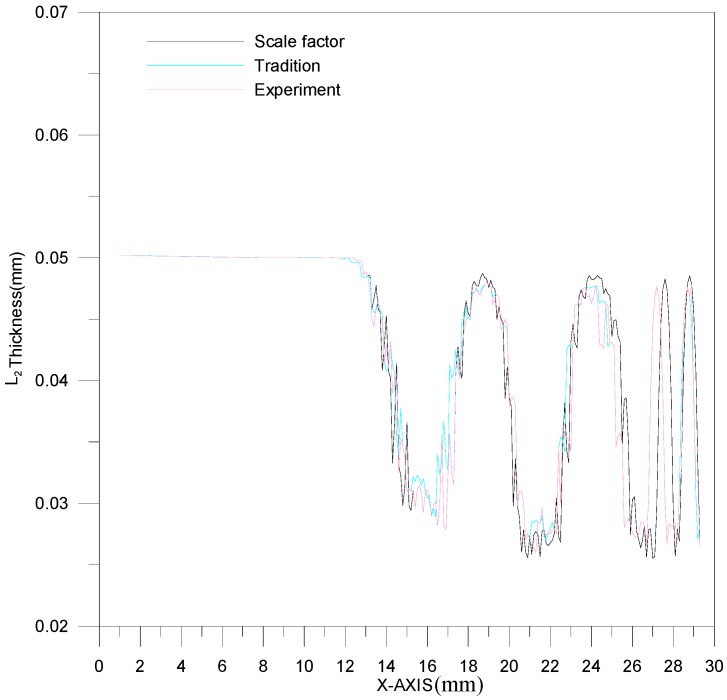 0.07
0.06
0.05
0.04
0.03
0.02
L₂ Thickness(mm)
Scale factor
Tradition
Experiment
0 2 4 6 8 10 12 14 16 18 20 22 24 26 28 30
X-AXIS(mm)